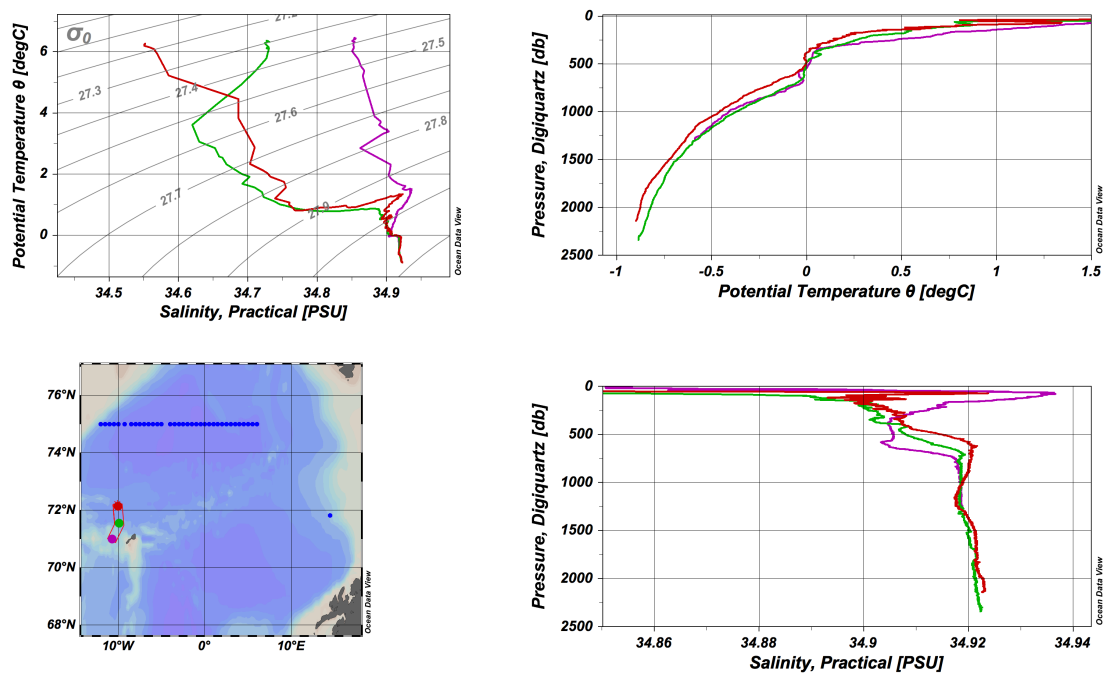 σ0
27.2
27.5
27.3
27.4
27.6
27.8
27.7
27.9
6
4
2
0
Potential Temperature θ [degC]
34.5 34.6 34.7 34.8 34.9
Salinity, Practical [PSU]
Ocean Data View
0
500
1000
1500
2000
2500
Pressure, Digiquartz [db]
-1 -0.5 0 0.5 1 1.5
Potential Temperature θ [degC]
Ocean Data View
76°N
74°N
72°N
70°N
68°N
10°W 0° 10°E
Ocean Data View
0
500
1000
1500
2000
2500
Pressure, Digiquartz [db]
34.86 34.88 34.9 34.92 34.94
Salinity, Practical [PSU]
Ocean Data View